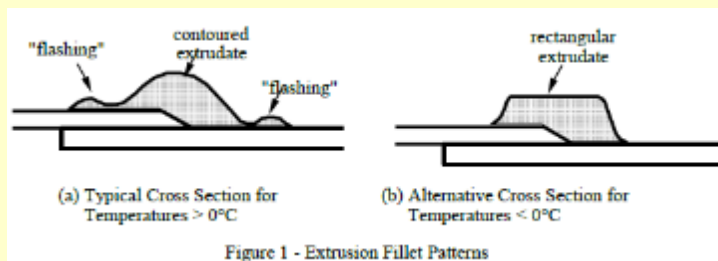 contoured
extrudate
"flashing"
"flashing"
rectangular
extrudate
(a) Typical Cross Section for
Temperatures > 0°C
(b) Alternative Cross Section for
Temperatures < 0°C
Figure 1 - Extrusion Fillet Patterns